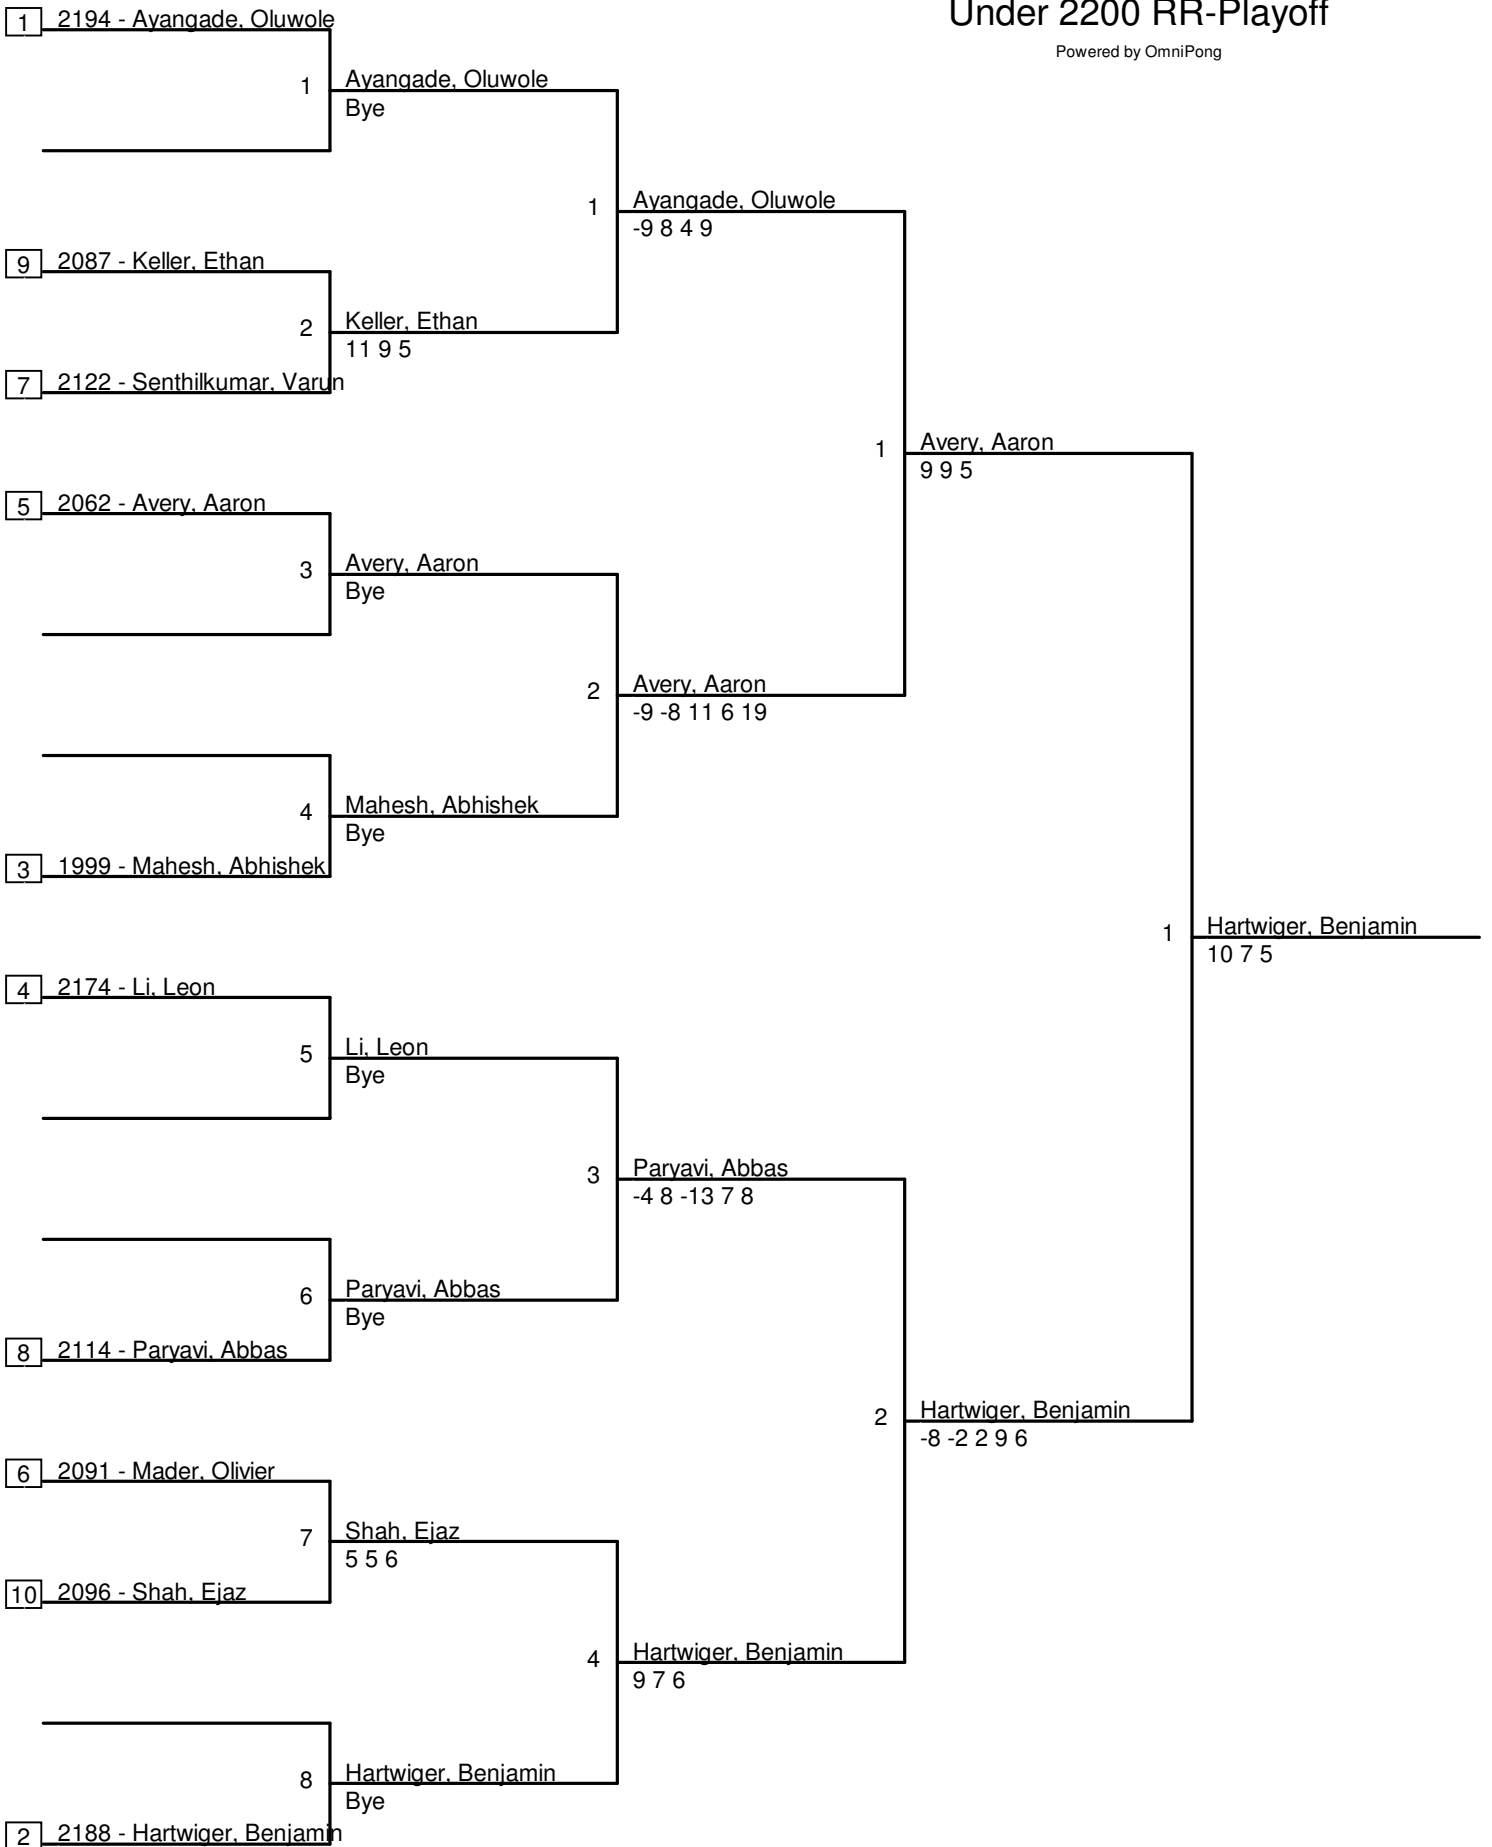 Under 2200 RR-Playoff
Powered by OmniPong
1 2194 - Ayangade, Oluwole
1 Ayangade, Oluwole
Bye
1 Ayangade, Oluwole
-9 8 4 9
9 2087 - Keller, Ethan
2 Keller, Ethan
11 9 5
7 2122 - Senthilkumar, Varun
1 Avery, Aaron
9 9 5
5 2062 - Avery, Aaron
3 Avery, Aaron
Bye
2 Avery, Aaron
-9 -8 11 6 19
4 Mahesh, Abhishek
Bye
3 1999 - Mahesh, Abhishek
1 Hartwiger, Benjamin
10 7 5
4 2174 - Li, Leon
5 Li, Leon
Bye
3 Paryavi, Abbas
-4 8 -13 7 8
6 Paryavi, Abbas
Bye
8 2114 - Paryavi, Abbas
2 Hartwiger, Benjamin
-8 -2 2 9 6
6 2091 - Mader, Olivier
7 Shah, Ejaz
5 5 6
10 2096 - Shah, Ejaz
4 Hartwiger, Benjamin
9 7 6
8 Hartwiger, Benjamin
Bye
2 2188 - Hartwiger, Benjamin